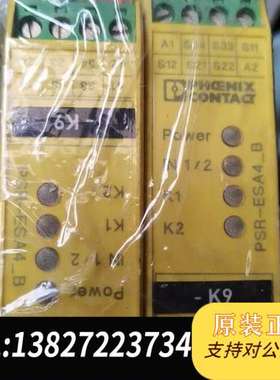 A1 S34 S33 S11
S12 S21 S22 A2
PHOENIX
CONTACT
Power
IN 1/2
K1
K2
PSR-ESA4_B
-K9
-K9
K2
K1
IN 1/2
Power
PSR-ESA4_B
:13827223734
原装正
支持对公